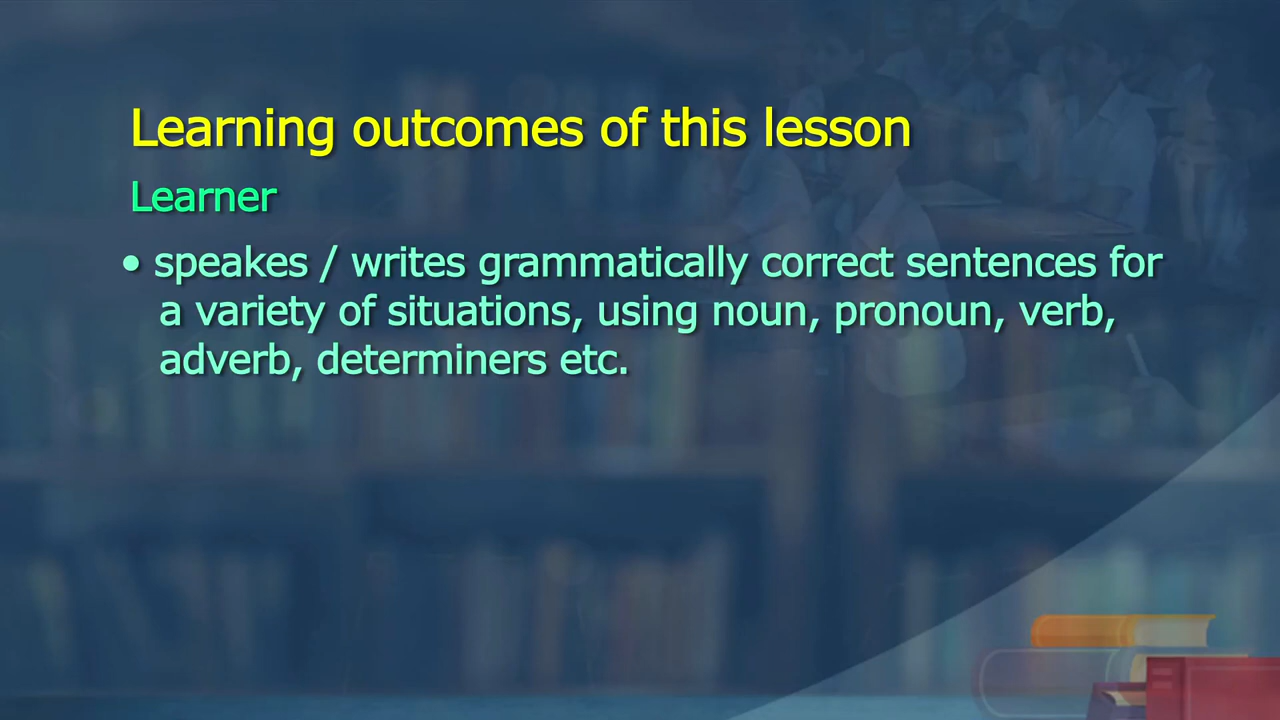 Learning outcomes of this lesson
Learner
• speakes / writes grammatically correct sentences for
a variety of situations, using noun, pronoun, verb,
adverb, determiners etc.